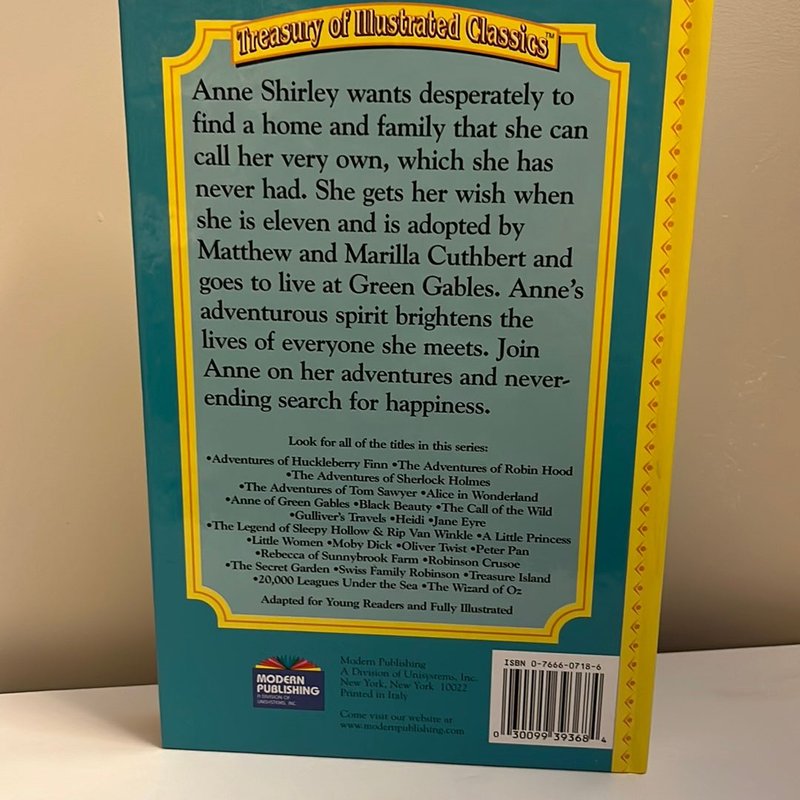 Treasury of Illustrated Classics™
Anne Shirley wants desperately to
find a home and family that she can
call her very own, which she has
never had. She gets her wish when
she is eleven and is adopted by
Matthew and Marilla Cuthbert and
goes to live at Green Gables. Anne's
adventurous spirit brightens the
lives of everyone she meets. Join
Anne on her adventures and never-
ending search for happiness.
Look for all of the titles in this series:
•Adventures of Huckleberry Finn •The Adventures of Robin Hood
•The Adventures of Sherlock Holmes
•The Adventures of Tom Sawyer •Alice in Wonderland
•Anne of Green Gables •Black Beauty •The Call of the Wild
•Gulliver's Travels •Heidi •Jane Eyre
•The Legend of Sleepy Hollow & Rip Van Winkle •A Little Princess
•Little Women •Moby Dick •Oliver Twist •Peter Pan
•Rebecca of Sunnybrook Farm •Robinson Crusoe
•The Secret Garden •Swiss Family Robinson •Treasure Island
•20,000 Leagues Under the Sea •The Wizard of Oz
Adapted for Young Readers and Fully Illustrated
MODERN
PUBLISHING
A DIVISION OF
UNISYSTEMS, INC.
Modern Publishing
A Division of Unisystems, Inc.
New York, New York 10022
Printed in Italy
Come visit our website at
www.modernpublishing.com
ISBN 0-7666-0718-6
0 30099 39368 4